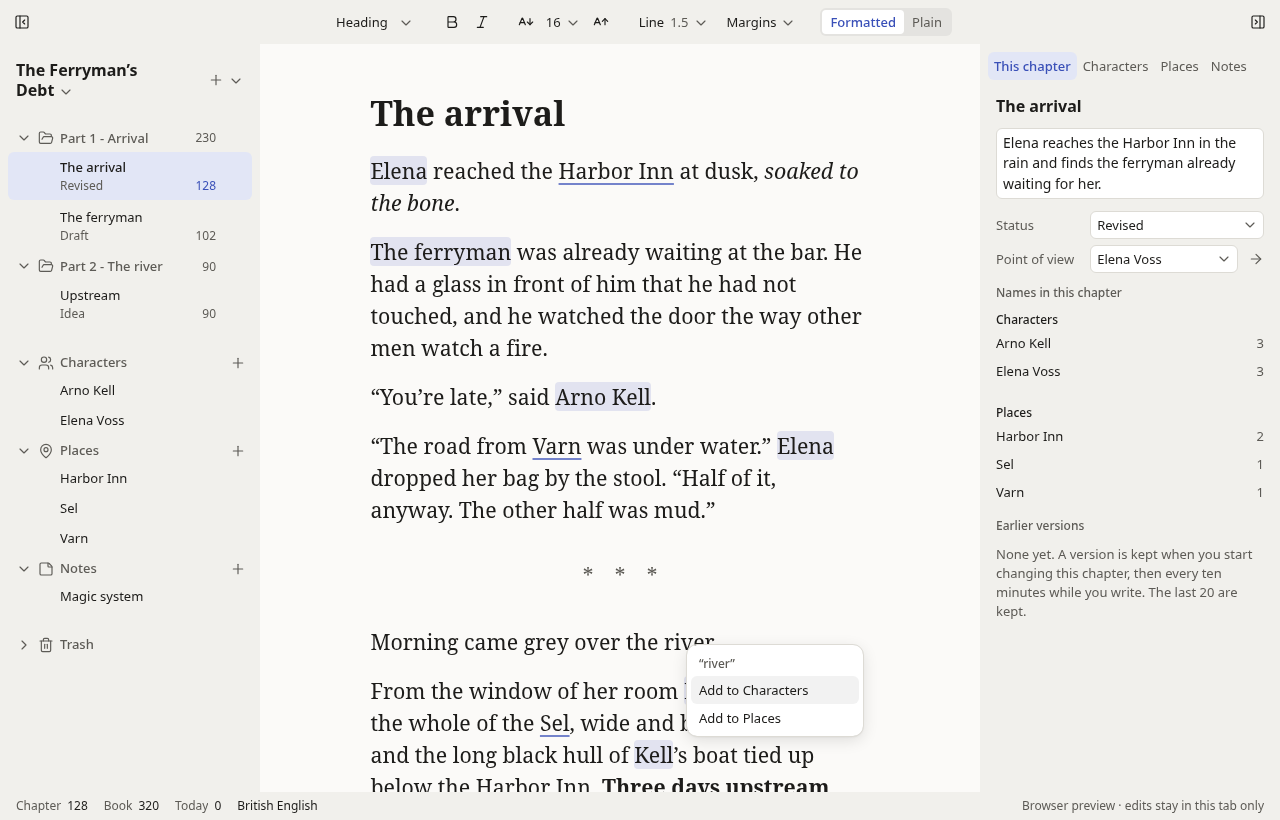 Heading
B I
16
Line 1.5
Margins
Formatted
Plain
The Ferryman’s
Debt
Part 1 - Arrival 230
The arrival
Revised 128
The ferryman
Draft 102
Part 2 - The river 90
Upstream
Idea 90
Characters
Arno Kell
Elena Voss
Places
Harbor Inn
Sel
Varn
Notes
Magic system
Trash
The arrival
Elena reached the Harbor Inn at dusk, soaked to
the bone.
The ferryman was already waiting at the bar. He
had a glass in front of him that he had not
touched, and he watched the door the way other
men watch a fire.
“You’re late,” said Arno Kell.
“The road from Varn was under water.” Elena
dropped her bag by the stool. “Half of it,
anyway. The other half was mud.”
* * *
Morning came grey over the river
From the window of her room
the whole of the Sel, wide and
and the long black hull of Kell’s boat tied up
below the Harbor Inn. Three days upstream
“river”
Add to Characters
Add to Places
This chapter
Characters
Places
Notes
The arrival
Elena reaches the Harbor Inn in the
rain and finds the ferryman already
waiting for her.
Status Revised
Point of view Elena Voss
Names in this chapter
Characters
Arno Kell 3
Elena Voss 3
Places
Harbor Inn 2
Sel 1
Varn 1
Earlier versions
None yet. A version is kept when you start
changing this chapter, then every ten
minutes while you write. The last 20 are
kept.
Chapter 128 Book 320 Today 0 British English
Browser preview · edits stay in this tab only